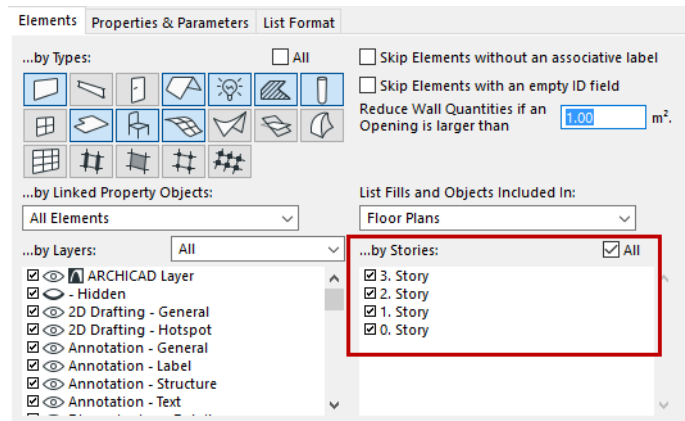 Elements Properties & Parameters List Format
...by Types: All
Skip Elements without an associative label
Skip Elements with an empty ID field
Reduce Wall Quantities if an
Opening is larger than 1.00 m².
...by Linked Property Objects:
All Elements
List Fills and Objects Included In:
Floor Plans
...by Layers: All
ARCHICAD Layer
- Hidden
2D Drafting - General
2D Drafting - Hotspot
Annotation - General
Annotation - Label
Annotation - Structure
Annotation - Text
...by Stories: All
3. Story
2. Story
1. Story
0. Story